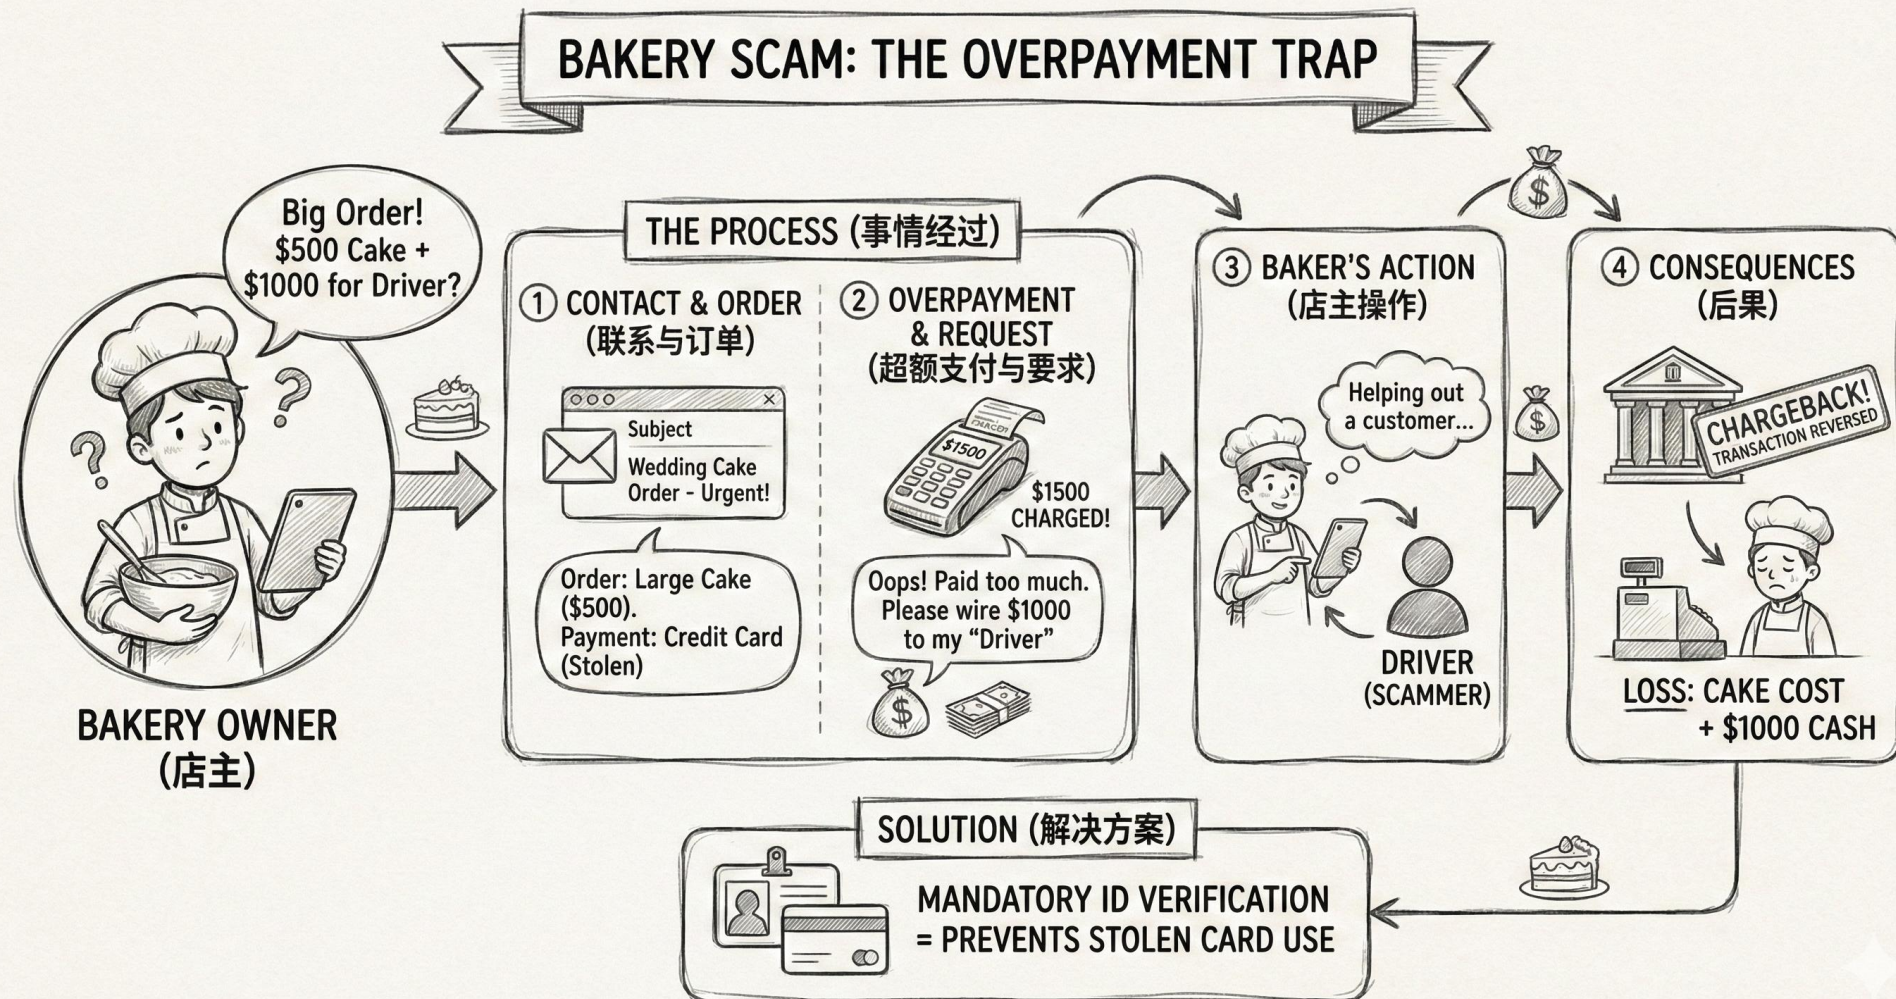 BAKERY SCAM: THE OVERPAYMENT TRAP
Big Order!
$500 Cake +
$1000 for Driver?
BAKERY OWNER
(店主)
THE PROCESS (事情经过)
① CONTACT & ORDER
(联系与订单)
Subject
Wedding Cake
Order - Urgent!
Order: Large Cake
($500).
Payment: Credit Card
(Stolen)
② OVERPAYMENT
& REQUEST
(超额支付与要求)
$1500
$1500
CHARGED!
Oops! Paid too much.
Please wire $1000
to my “Driver”
$
③ BAKER'S ACTION
(店主操作)
Helping out
a customer...
DRIVER
(SCAMMER)
$
$
④ CONSEQUENCES
(后果)
CHARGEBACK!
TRANSACTION REVERSED
LOSS: CAKE COST
+ $1000 CASH
SOLUTION (解决方案)
MANDATORY ID VERIFICATION
= PREVENTS STOLEN CARD USE